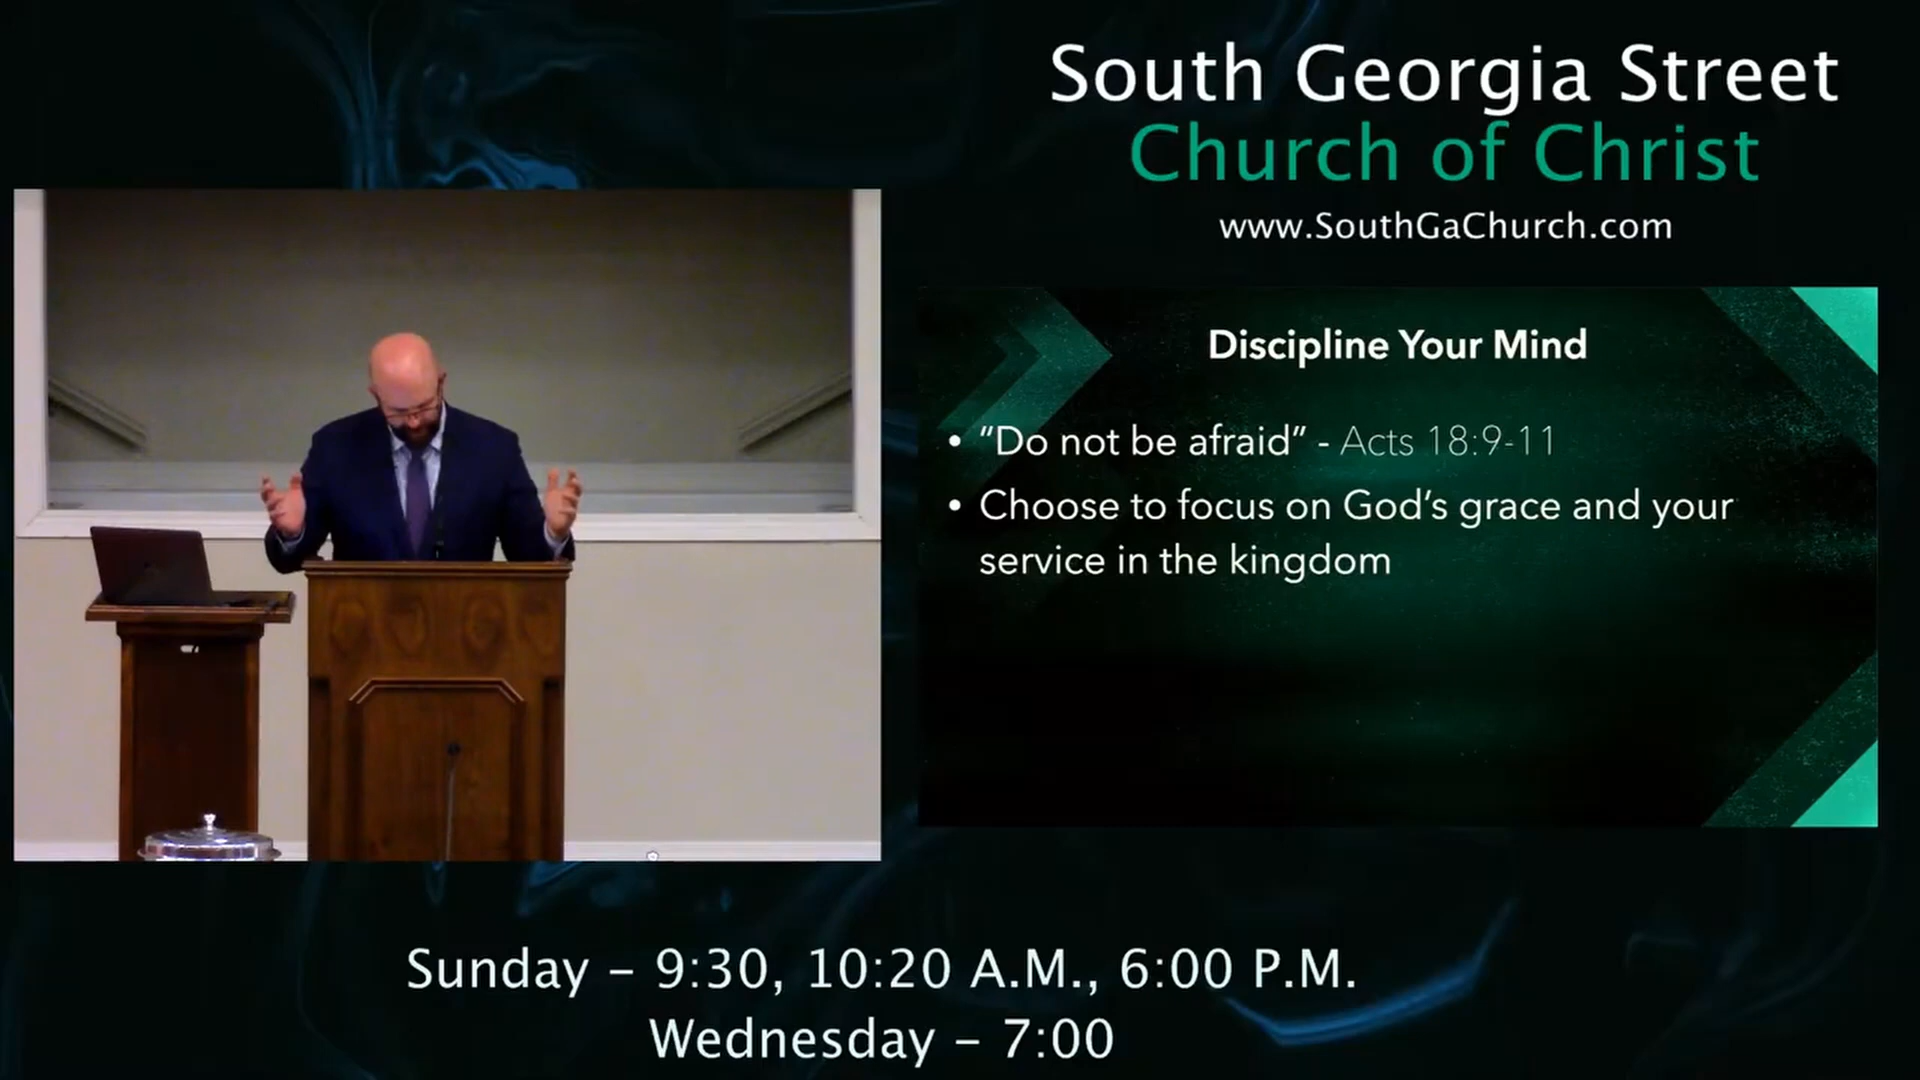 South Georgia Street
Church of Christ
www.SouthGaChurch.com
Discipline Your Mind
• “Do not be afraid” - Acts 18:9-11
• Choose to focus on God’s grace and your
service in the kingdom
Sunday – 9:30, 10:20 A.M., 6:00 P.M.
Wednesday – 7:00